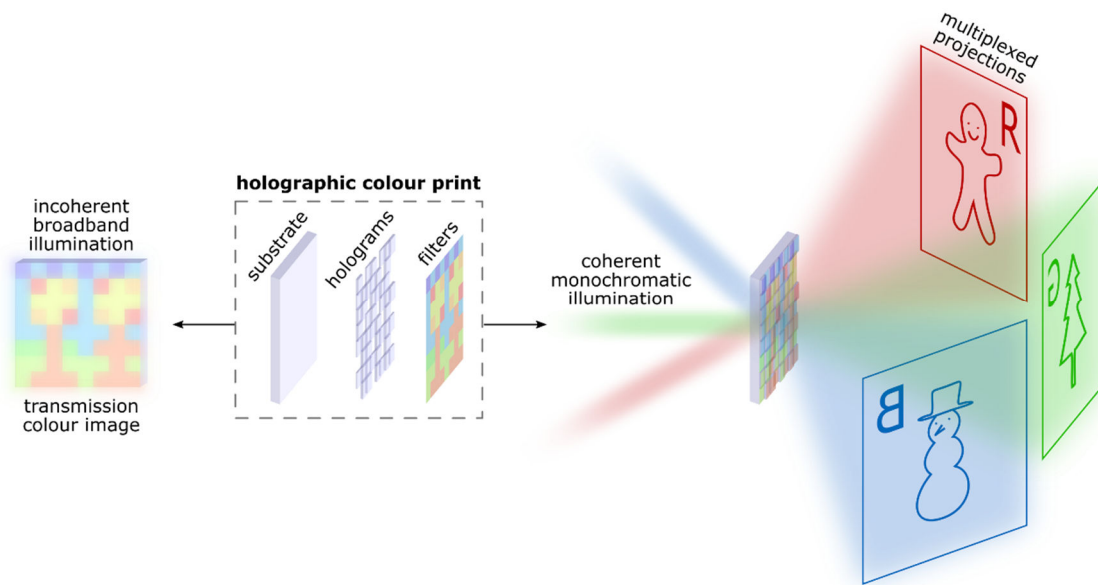 incoherent
broadband
illumination
transmission
colour image
holographic colour print
substrate
holograms
filters
coherent
monochromatic
illumination
multiplexed
projections
R
G
B